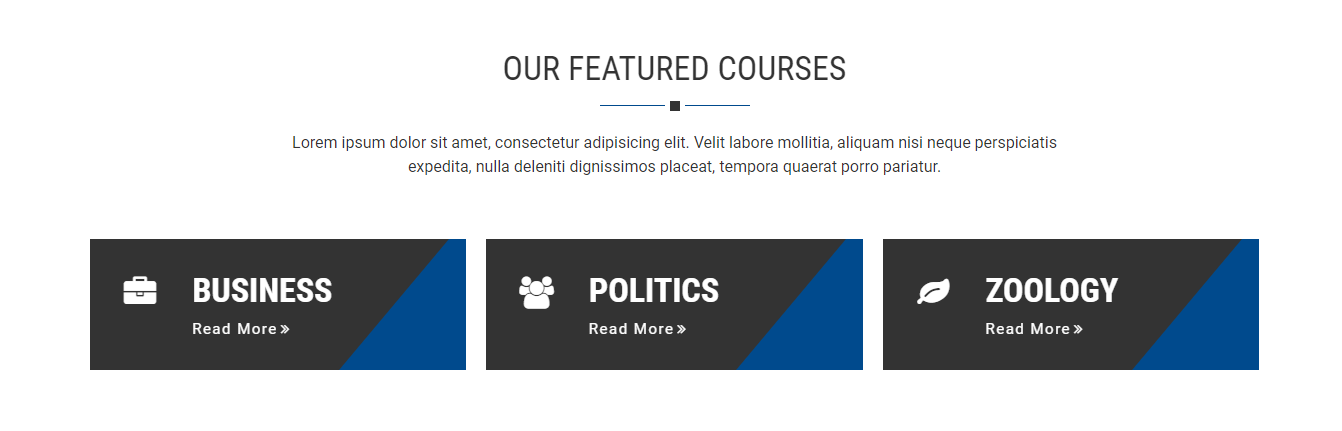 OUR FEATURED COURSES
Lorem ipsum dolor sit amet, consectetur adipisicing elit. Velit labore mollitia, aliquam nisi neque perspiciatis
expedita, nulla deleniti dignissimos placeat, tempora quaerat porro pariatur.
BUSINESS
Read More »
POLITICS
Read More »
ZOOLOGY
Read More »